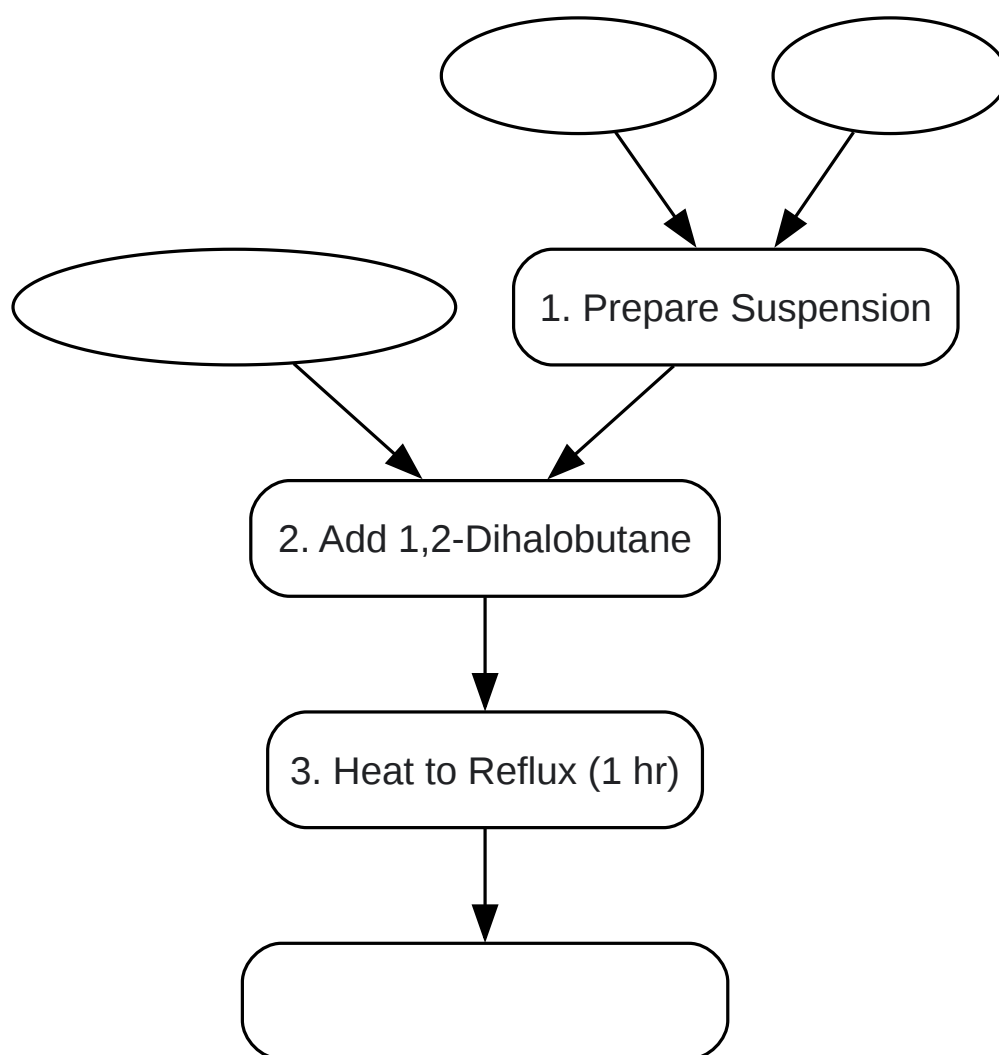 1. Prepare Suspension
2. Add 1,2-Dihalobutane
3. Heat to Reflux (1 hr)